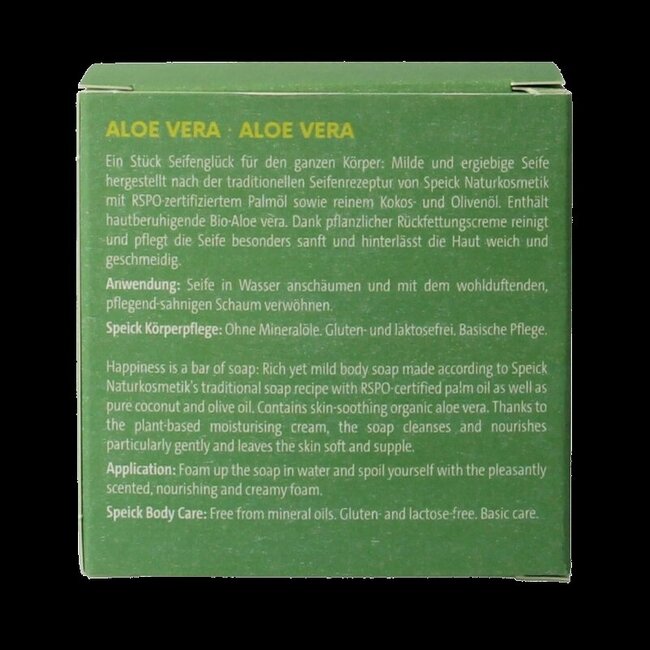 ALOE VERA · ALOE VERA
Ein Stück Seifenglück für den ganzen Körper: Milde und ergiebige Seife
hergestellt nach der traditionellen Seifenrezeptur von Speick Naturkosmetik
mit RSPO-zertifiziertem Palmöl sowie reinem Kokos- und Olivenöl. Enthält
hautberuhigende Bio-Aloe vera. Dank pflanzlicher Rückfettungscreme reinigt
und pflegt die Seife besonders sanft und hinterlässt die Haut weich und
geschmeidig.
Anwendung: Seife in Wasser anschäumen und mit dem wohlduftenden,
pflegend-sahnigen Schaum verwöhnen.
Speick Körperpflege: Ohne Mineralöle. Gluten- und laktosefrei. Basische Pflege.
Happiness is a bar of soap: Rich yet mild body soap made according to Speick
Naturkosmetik's traditional soap recipe with RSPO-certified palm oil as well as
pure coconut and olive oil. Contains skin-soothing organic aloe vera. Thanks to
the plant-based moisturising cream, the soap cleanses and nourishes
particularly gently and leaves the skin soft and supple.
Application: Foam up the soap in water and spoil yourself with the pleasantly
scented, nourishing and creamy foam.
Speick Body Care: Free from mineral oils. Gluten- and lactose-free. Basic care.